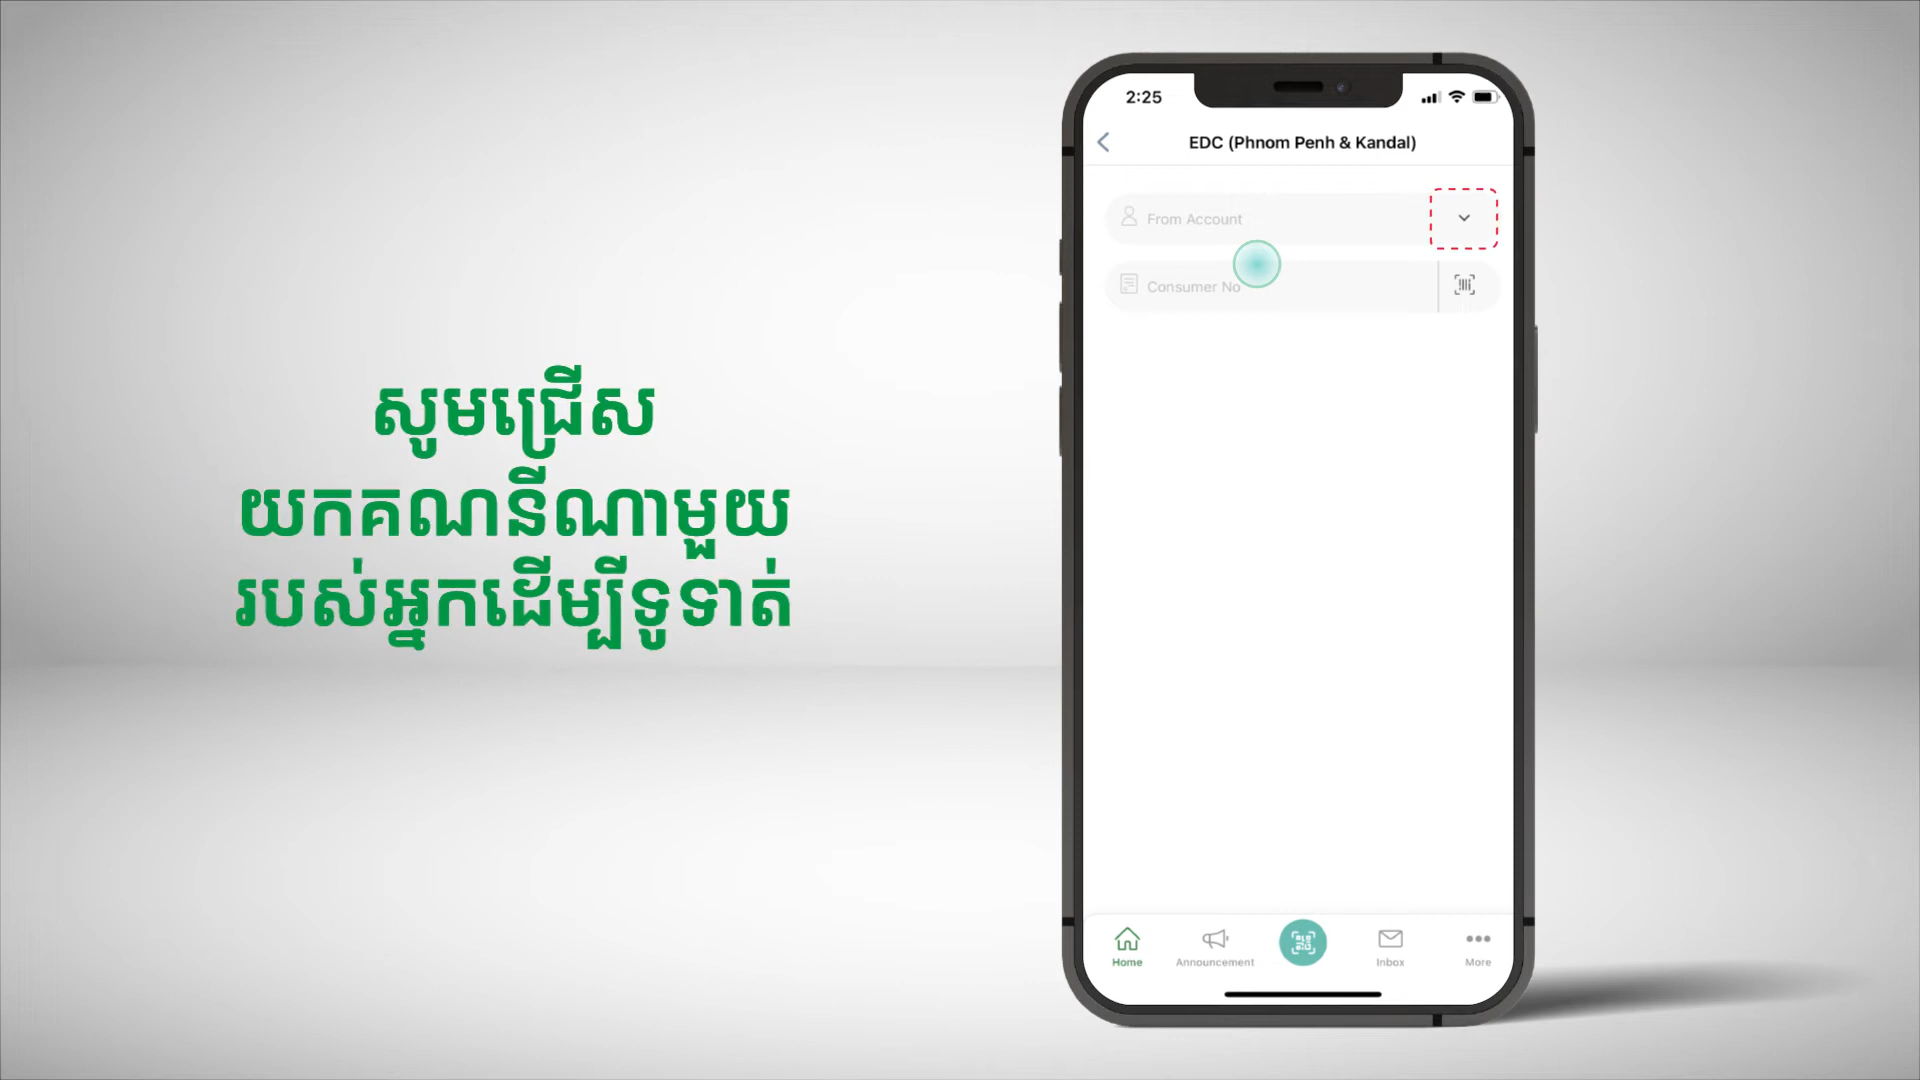 សូមជ្រើស
យកគណនីណាមួយ
របស់អ្នកដើម្បីទូទាត់
2:25
EDC (Phnom Penh & Kandal)
From Account
Consumer No
Home
Announcement
Inbox
More